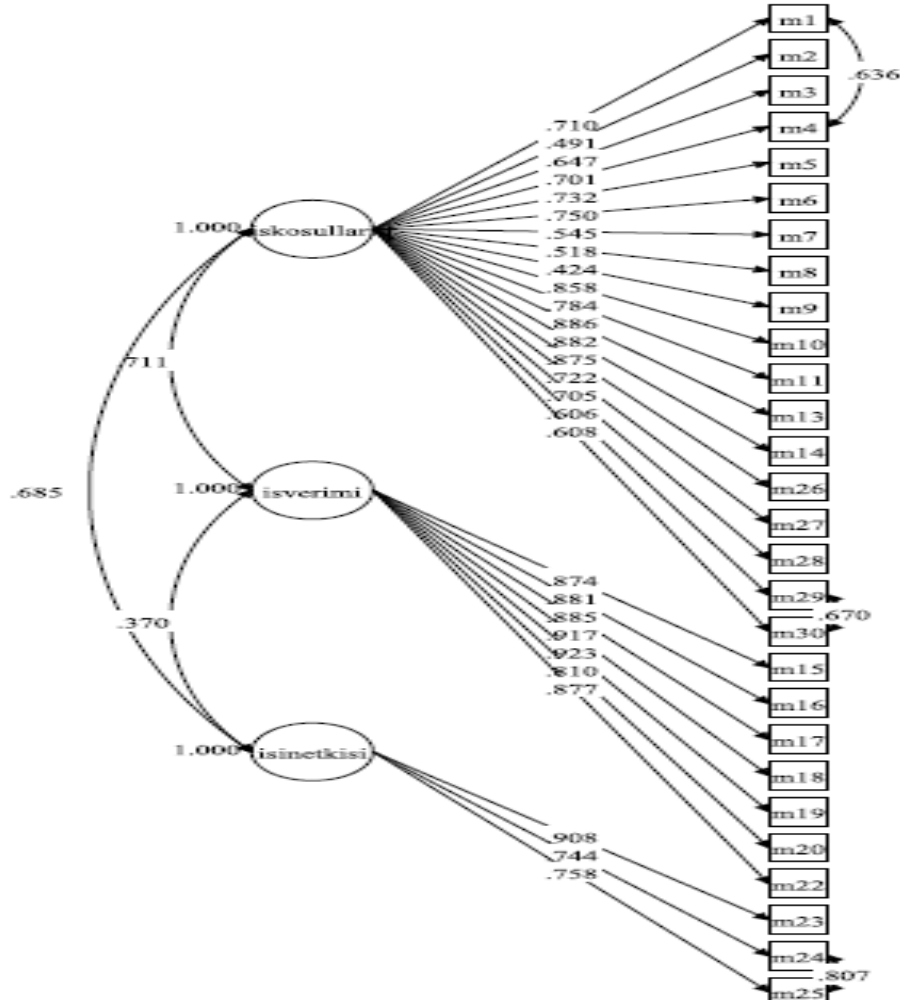 m1
m2
.636
m3
.710
m4
.491
.647
m5
.701
.732
m6
.750
1.000
iskosullari
.545
m7
.518
m8
.424
.858
m9
.784
.886
m10
.882
.711
.875
m11
.722
.705
m13
.606
.608
m14
m26
.685
1.000
isverimi
m27
m28
.874
m29
.881
.670
.885
.370
m30
.917
.923
m15
.810
.877
m16
m17
1.000
isinetkisi
m18
m19
.908
.744
m20
.758
m22
m23
m24
.807
m25